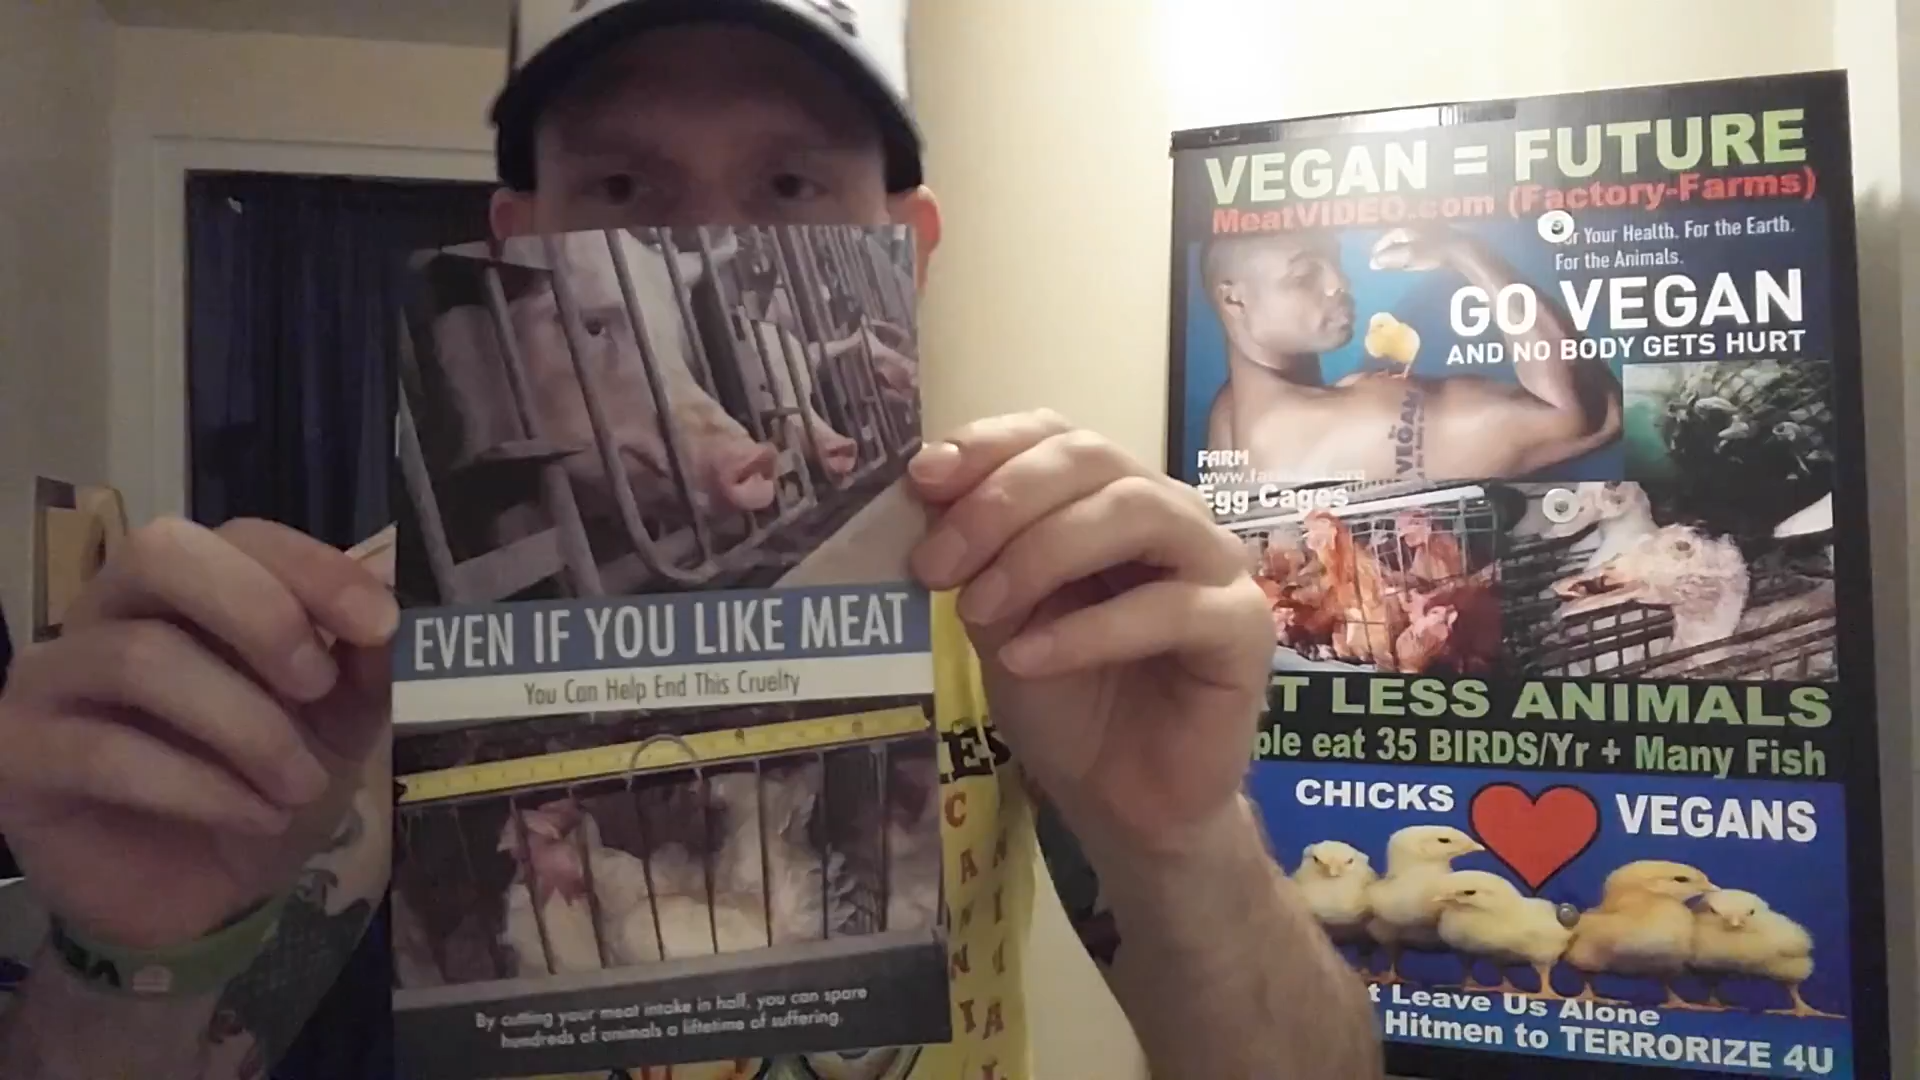 EVEN IF YOU LIKE MEAT
You Can Help End This Cruelty
By cutting your meat intake in half, you can spare
hundreds of animals a lifetime of suffering.
VEGAN = FUTURE
MeatVIDEO.com (Factory-Farms)
Your Health. For the Earth.
For the Animals.
GO VEGAN
AND NO BODY GETS HURT
VEGAN
FARM
Egg Cages
LESS ANIMALS
eat 35 BIRDS/Yr + Many Fish
CHICKS
VEGANS
Leave Us Alone
Hitmen to TERRORIZE 4U